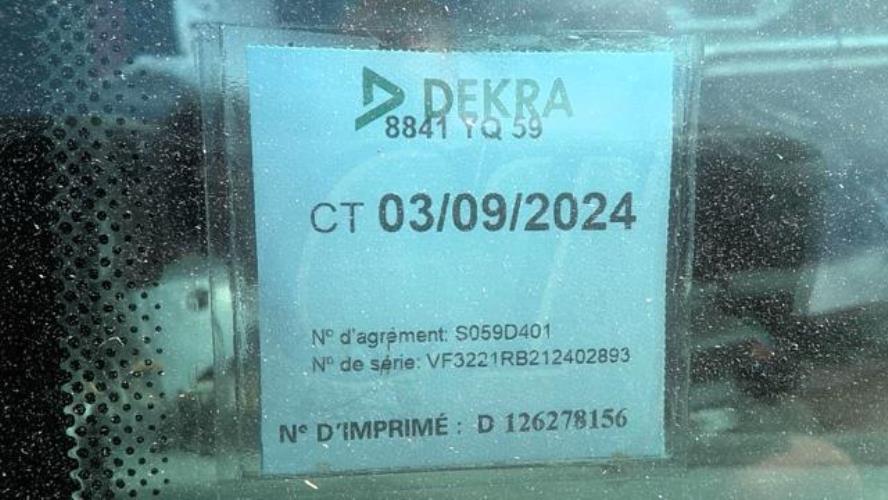 DEKRA
8841 YQ 59
CT 03/09/2024
N° d'agrément: S059D401
N° de série: VF3221RB212402893
N° D'IMPRIMÉ : D 126278156